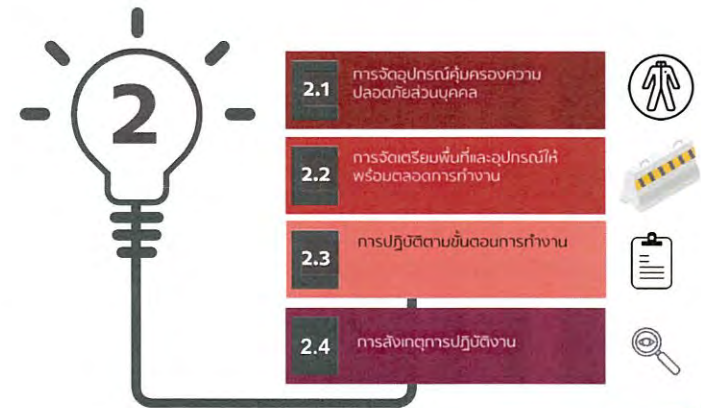 2
2.1
การจัดอุปกรณ์คุ้มครองความ
ปลอดภัยส่วนบุคคล
2.2
การจัดเตรียมพื้นที่และอุปกรณ์ให้
พร้อมตลอดการทำงาน
2.3
การปฏิบัติตามขั้นตอนการทำงาน
2.4
การสังเกตุการปฏิบัติงาน